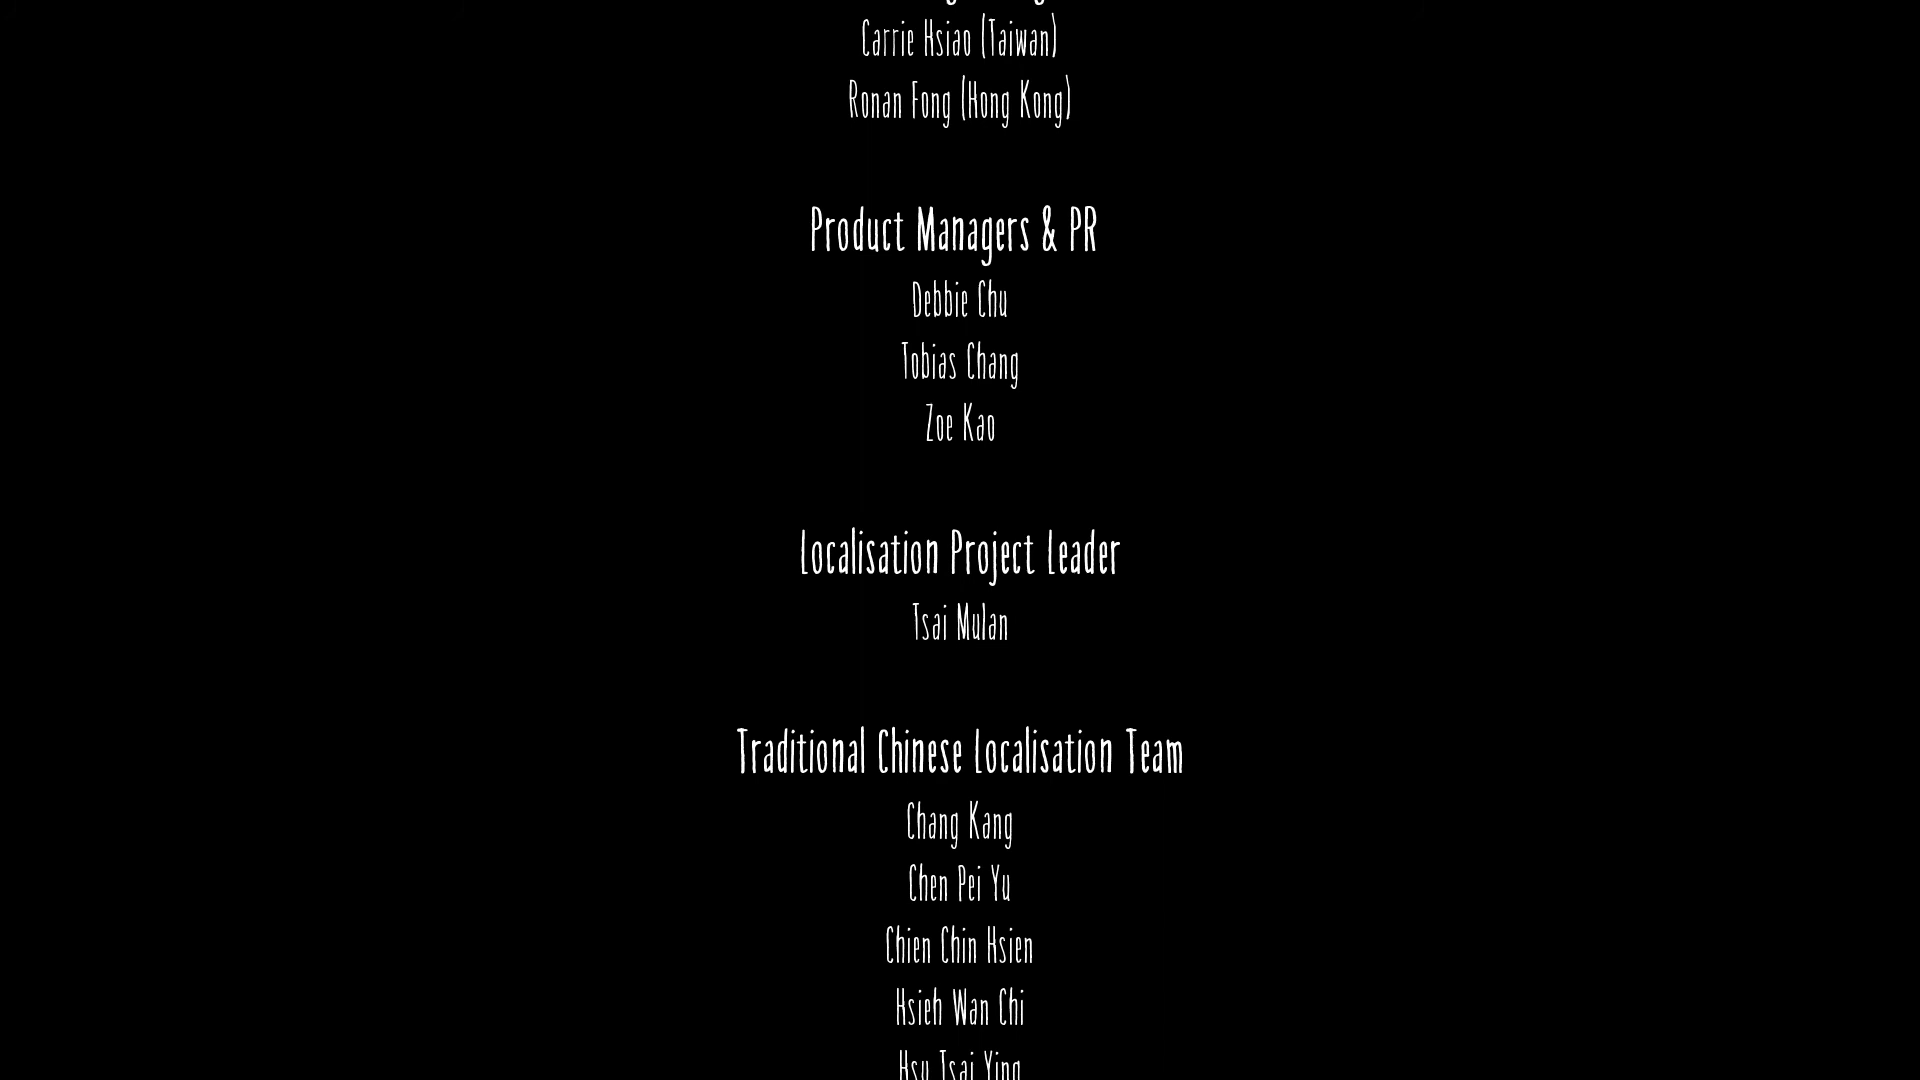 Carrie Hsiao (Taiwan)
Ronan Fong (Hong Kong)
Product Managers & PR
Debbie Chu
Tobias Chang
Zoe Kao
Localisation Project Leader
Tsai Mulan
Traditional Chinese Localisation Team
Chang Kang
Chen Pei Yu
Chien Chin Hsien
Hsieh Wan Chi
Hsu Tsai Ying